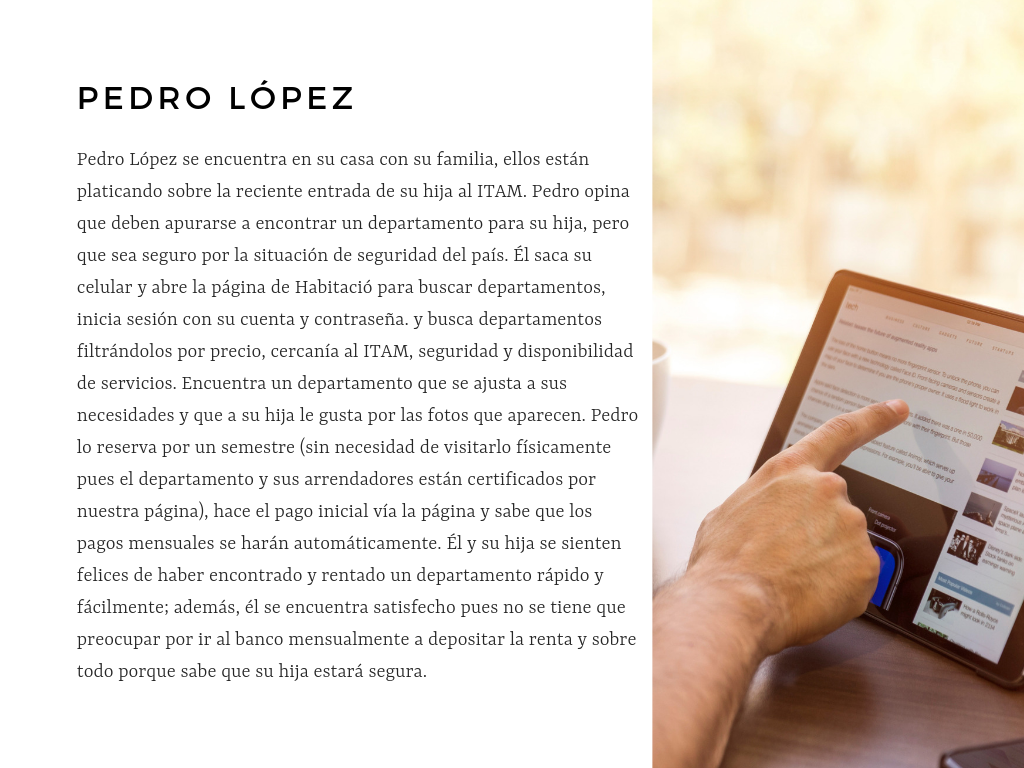 PEDRO LÓPEZ
Pedro López se encuentra en su casa con su familia, ellos están
platicando sobre la reciente entrada de su hija al ITAM. Pedro opina
que deben apurarse a encontrar un departamento para su hija, pero
que sea seguro por la situación de seguridad del país. Él saca su
celular y abre la página de Habitació para buscar departamentos,
inicia sesión con su cuenta y contraseña. y busca departamentos
filtrándolos por precio, cercanía al ITAM, seguridad y disponibilidad
de servicios. Encuentra un departamento que se ajusta a sus
necesidades y que a su hija le gusta por las fotos que aparecen. Pedro
lo reserva por un semestre (sin necesidad de visitarlo físicamente
pues el departamento y sus arrendadores están certificados por
nuestra página), hace el pago inicial vía la página y sabe que los
pagos mensuales se harán automáticamente. Él y su hija se sienten
felices de haber encontrado y rentado un departamento rápido y
fácilmente; además, él se encuentra satisfecho pues no se tiene que
preocupar por ir al banco mensualmente a depositar la renta y sobre
todo porque sabe que su hija estará segura.